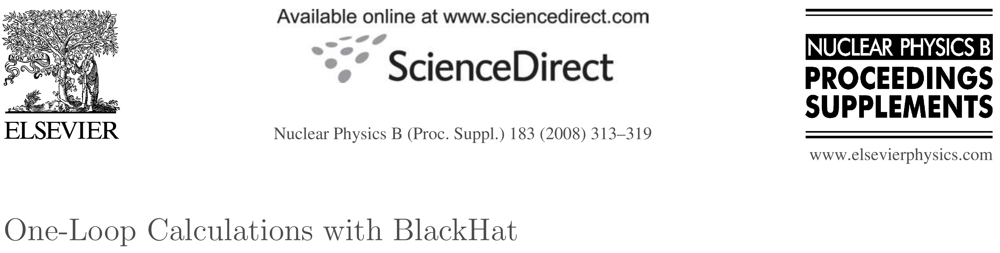 Available online at www.sciencedirect.com
NON SOLUS
ScienceDirect
ELSEVIER
Nuclear Physics B (Proc. Suppl.) 183 (2008) 313–319
NUCLEAR PHYSICS B
PROCEEDINGS
SUPPLEMENTS
www.elsevierphysics.com
One-Loop Calculations with BlackHat